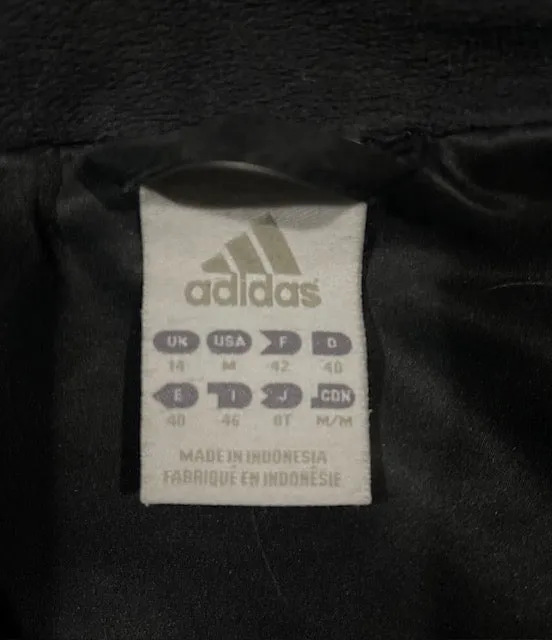 adidas
UK USA F D
14 M 42 40
E I J CDN
40 46 OT M/M
MADE IN INDONESIA
FABRIQUÉ EN INDONÉSIE